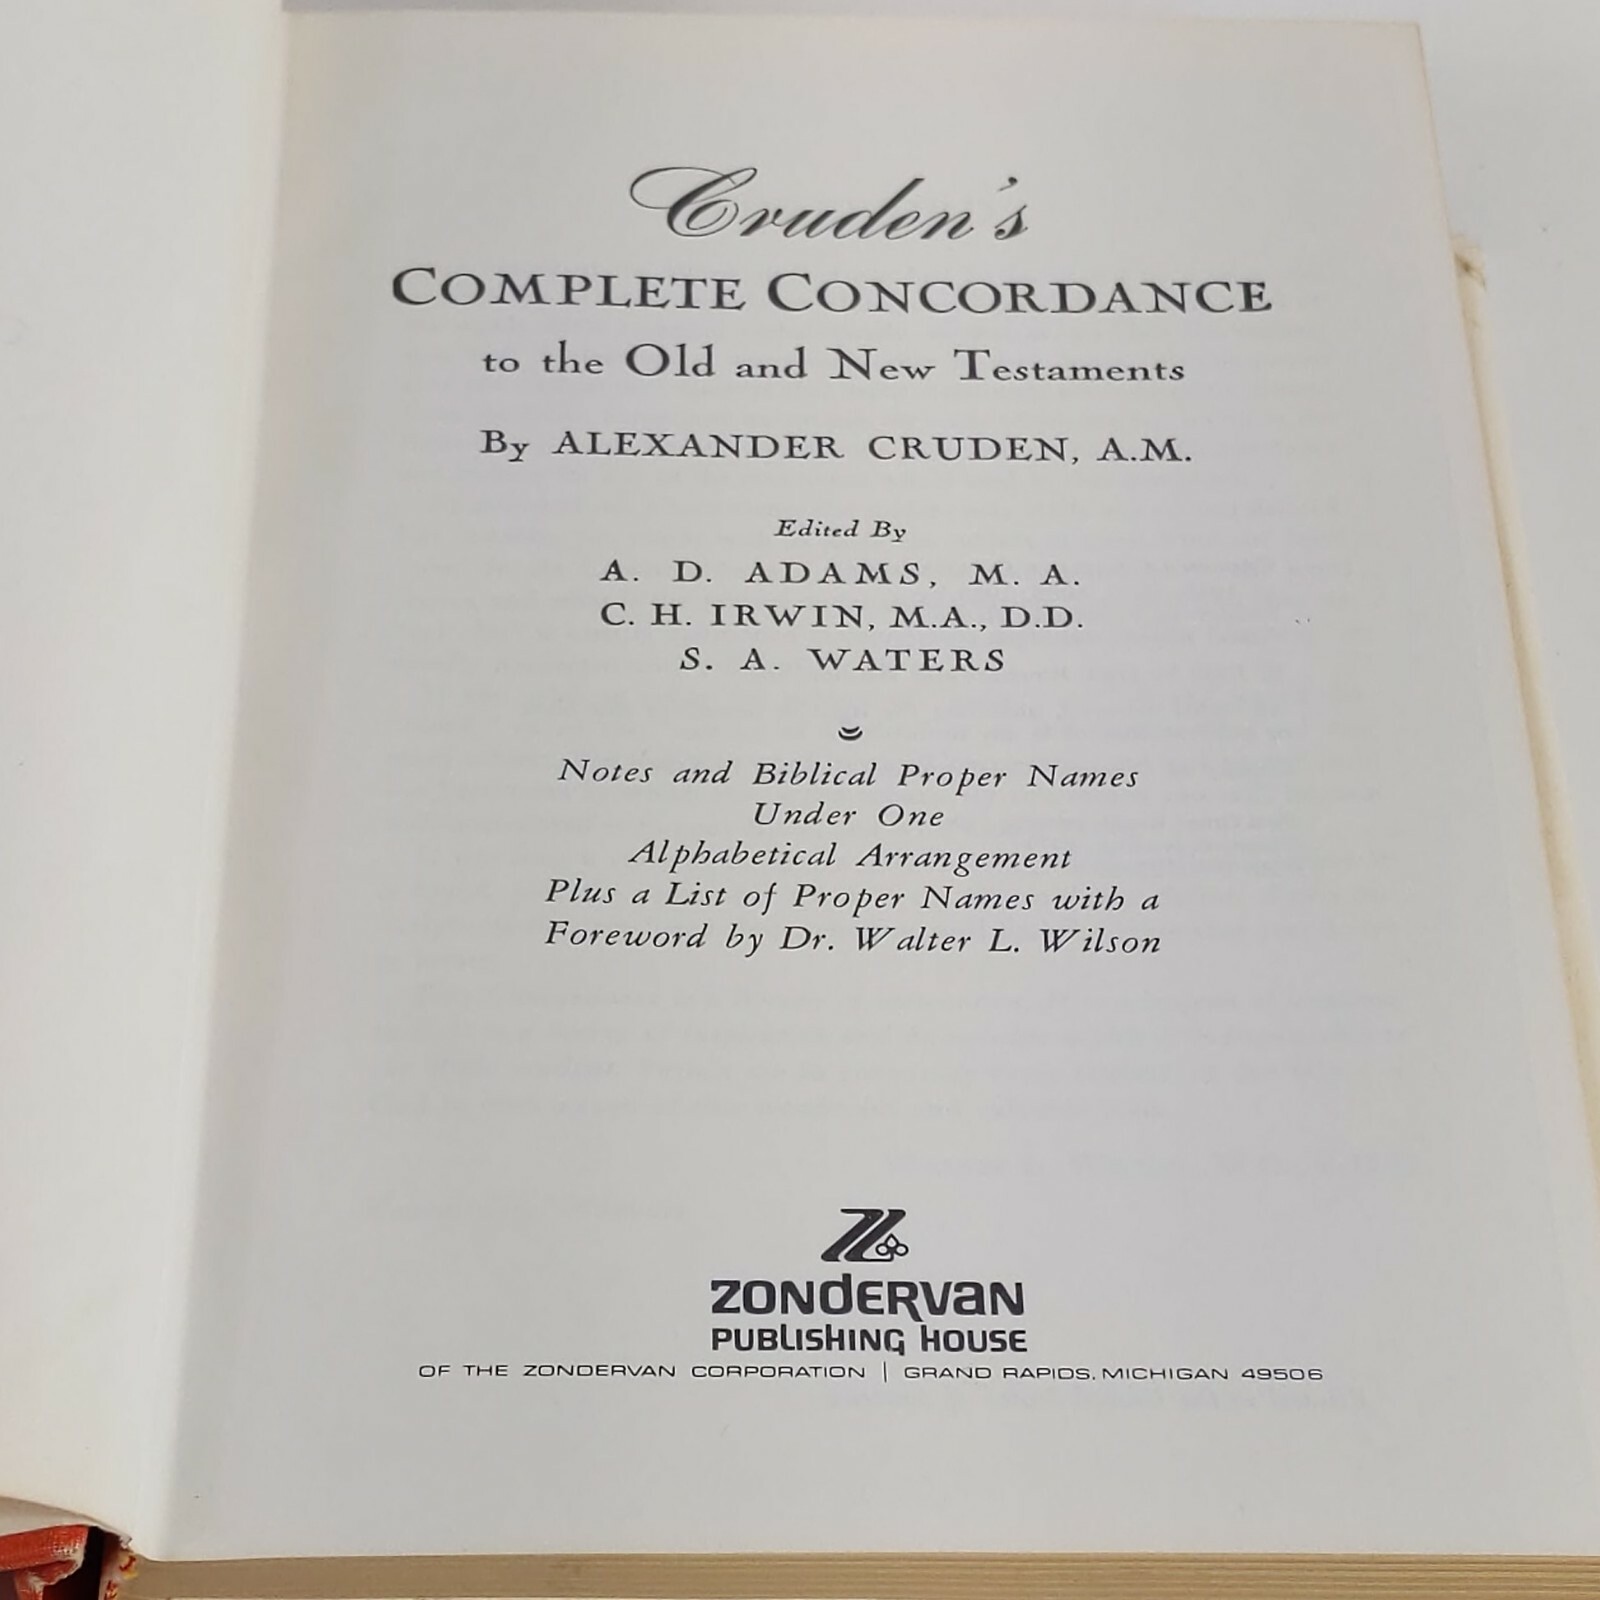 Cruden's
COMPLETE CONCORDANCE
to the Old and New Testaments
By ALEXANDER CRUDEN, A.M.
Edited By
A. D. ADAMS, M. A.
C. H. IRWIN, M.A., D.D.
S. A. WATERS
Notes and Biblical Proper Names
Under One
Alphabetical Arrangement
Plus a List of Proper Names with a
Foreword by Dr. Walter L. Wilson
ZONDERVAN
PUBLISHING HOUSE
OF THE ZONDERVAN CORPORATION | GRAND RAPIDS, MICHIGAN 49506